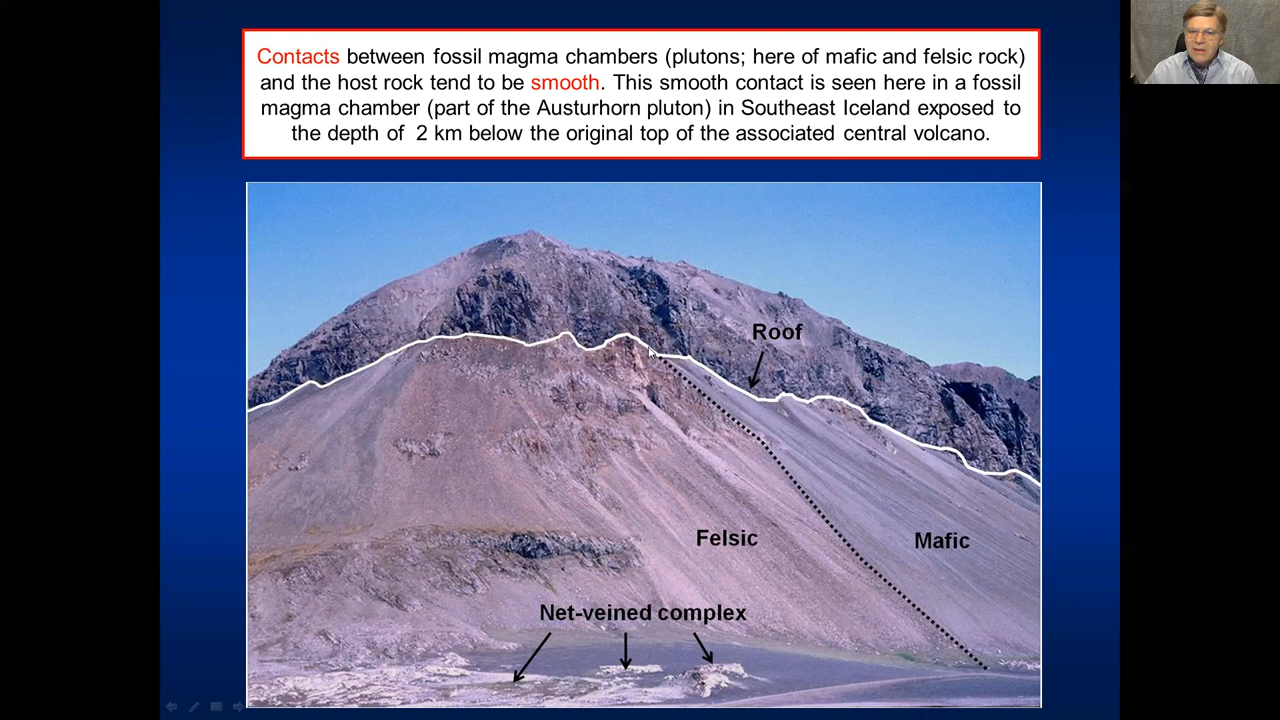 Contacts between fossil magma chambers (plutons; here of mafic and felsic rock)
and the host rock tend to be smooth. This smooth contact is seen here in a fossil
magma chamber (part of the Austurhorn pluton) in Southeast Iceland exposed to
the depth of 2 km below the original top of the associated central volcano.
Roof
Felsic
Mafic
Net-veined complex